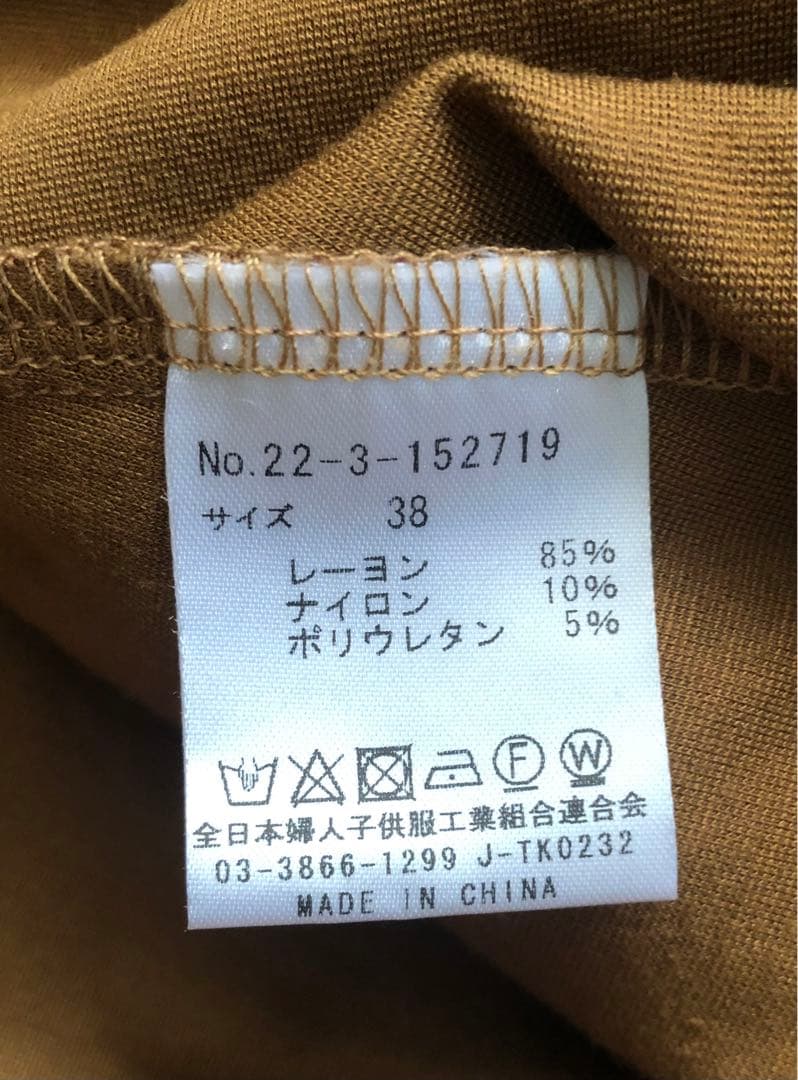 No.22-3-152719
サイズ 38
レーヨン 85%
ナイロン 10%
ポリウレタン 5%
F W
全日本婦人子供服工業組合連合会
03-3866-1299 J-TK0232
MADE IN CHINA